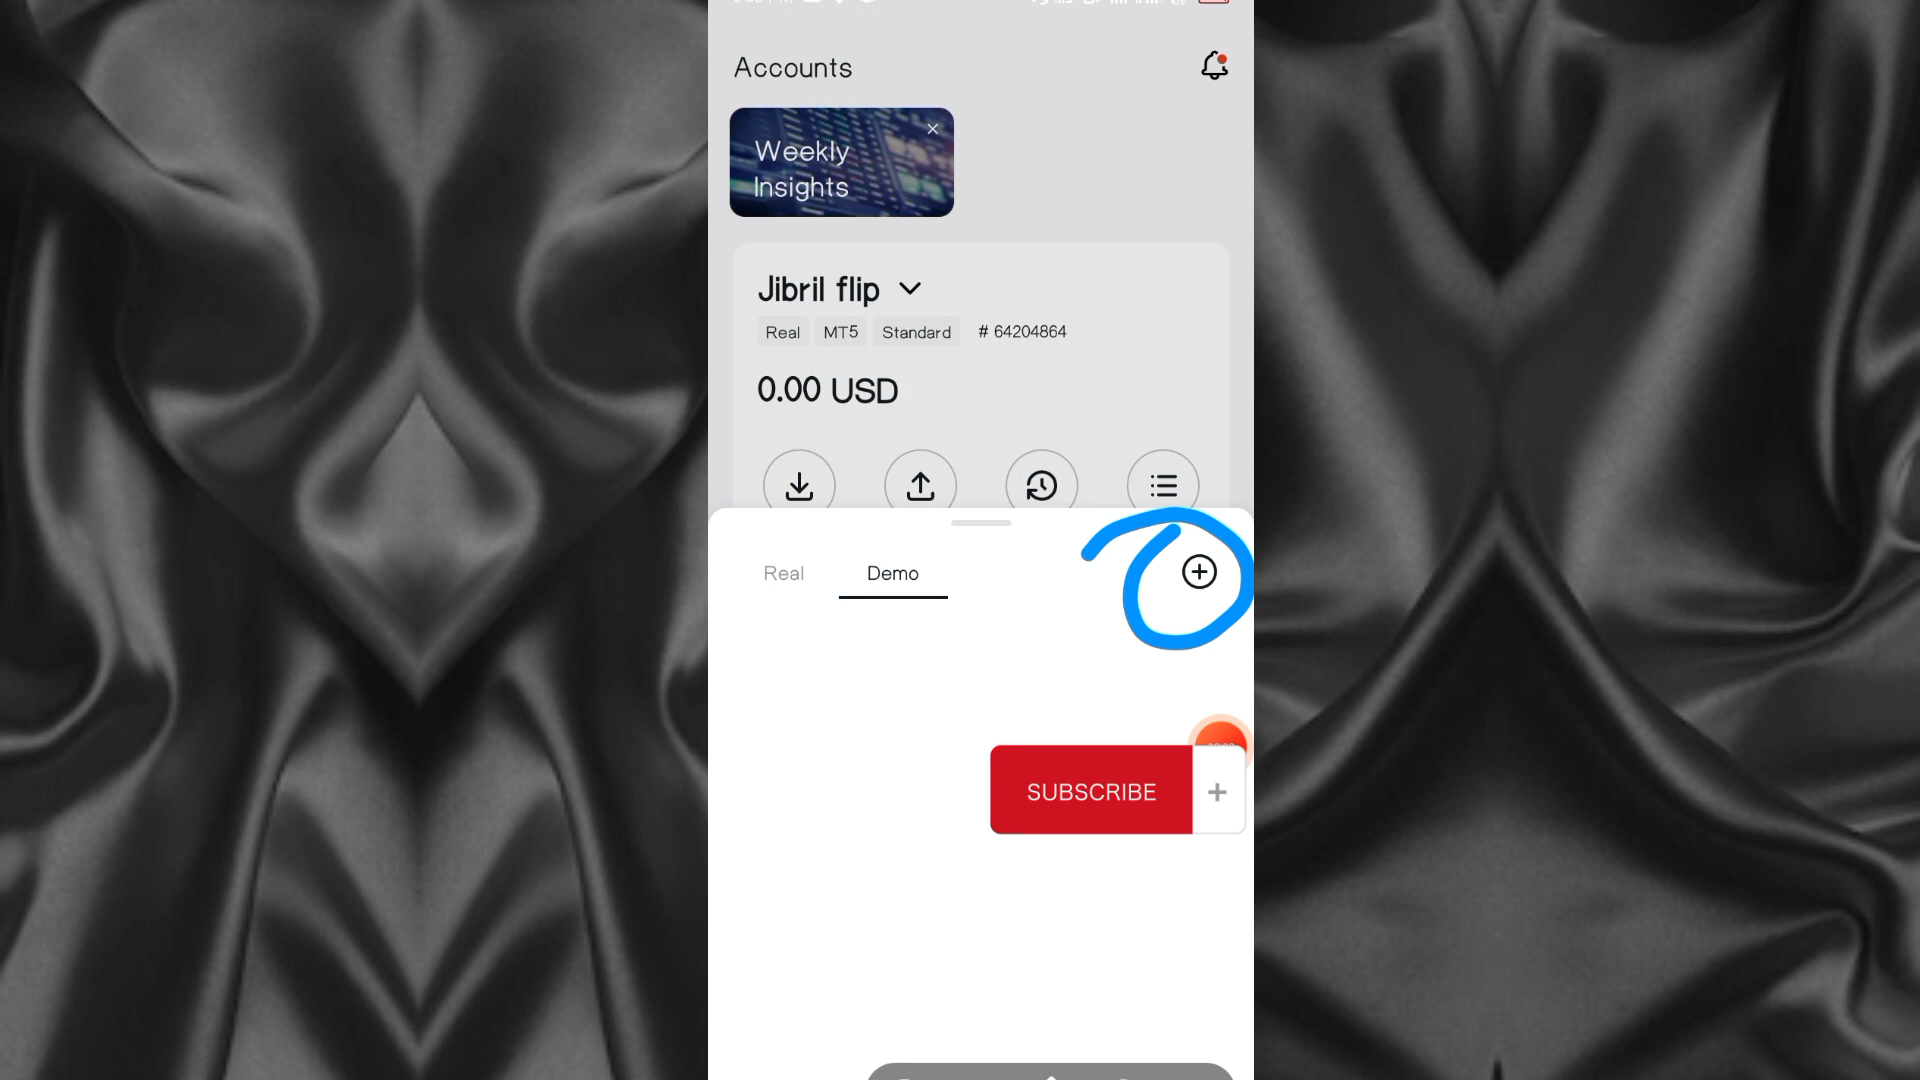 Accounts
Weekly
Insights
Jibril flip
Real MT5 Standard # 64204864
0.00 USD
Real Demo
SUBSCRIBE